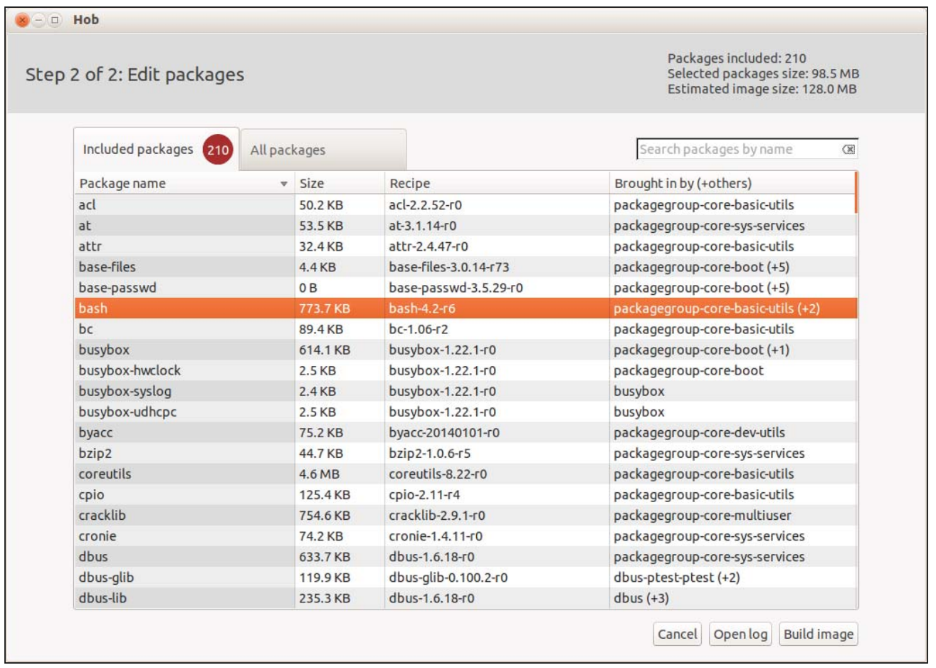 Hob
Step 2 of 2: Edit packages
Packages included: 210
Selected packages size: 98.5 MB
Estimated image size: 128.0 MB
Included packages 210 All packages Search packages by name
Package name Size Recipe Brought in by (+others)
acl 50.2 KB acl-2.2.52-r0 packagegroup-core-basic-utils
at 53.5 KB at-3.1.14-r0 packagegroup-core-sys-services
attr 32.4 KB attr-2.4.47-r0 packagegroup-core-basic-utils
base-files 4.4 KB base-files-3.0.14-r73 packagegroup-core-boot (+5)
base-passwd 0 B base-passwd-3.5.29-r0 packagegroup-core-boot (+5)
bash 773.7 KB bash-4.2-r6 packagegroup-core-basic-utils (+2)
bc 89.4 KB bc-1.06-r2 packagegroup-core-basic-utils
busybox 614.1 KB busybox-1.22.1-r0 packagegroup-core-boot (+1)
busybox-hwclock 2.5 KB busybox-1.22.1-r0 packagegroup-core-boot
busybox-syslog 2.4 KB busybox-1.22.1-r0 busybox
busybox-udhcpc 2.5 KB busybox-1.22.1-r0 busybox
byacc 75.2 KB byacc-20140101-r0 packagegroup-core-dev-utils
bzip2 44.7 KB bzip2-1.0.6-r5 packagegroup-core-sys-services
coreutils 4.6 MB coreutils-8.22-r0 packagegroup-core-basic-utils
cpio 125.4 KB cpio-2.11-r4 packagegroup-core-basic-utils
cracklib 754.6 KB cracklib-2.9.1-r0 packagegroup-core-multiuser
cronie 74.2 KB cronie-1.4.11-r0 packagegroup-core-sys-services
dbus 633.7 KB dbus-1.6.18-r0 packagegroup-core-sys-services
dbus-glib 119.9 KB dbus-glib-0.100.2-r0 dbus-ptest-ptest (+2)
dbus-lib 235.3 KB dbus-1.6.18-r0 dbus (+3)
Cancel Open log Build image